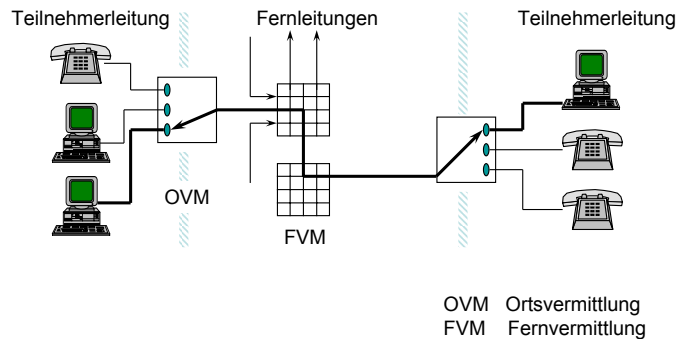 Teilnehmerleitung Fernleitungen Teilnehmerleitung
OVM
FVM
OVM Ortsvermittlung
FVM Fernvermittlung